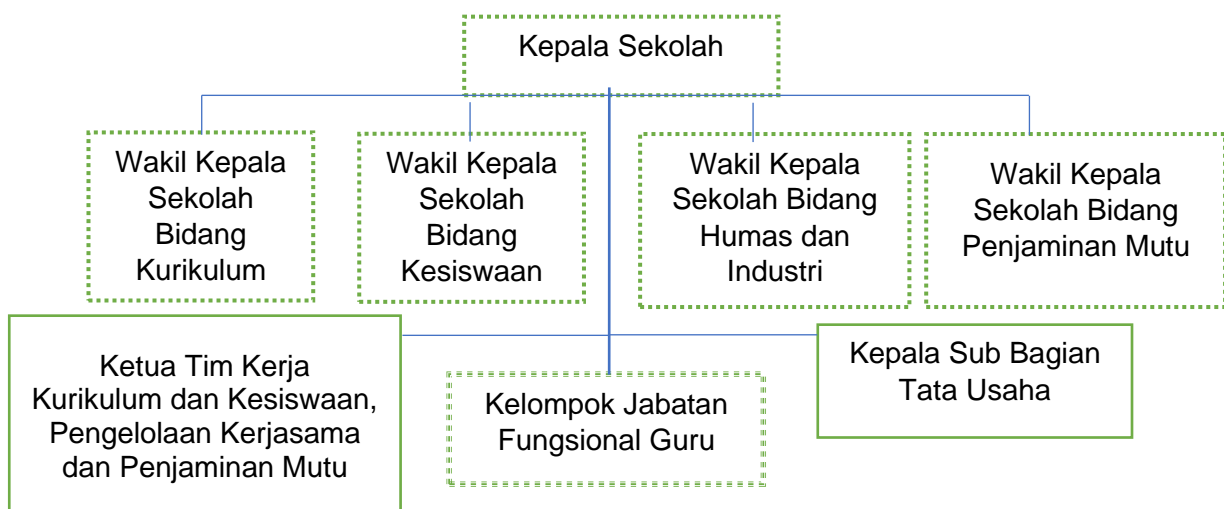 Kepala Sekolah
Wakil Kepala
Sekolah
Bidang
Kurikulum
Wakil Kepala
Sekolah
Bidang
Kesiswaan
Wakil Kepala
Sekolah Bidang
Humas dan
Industri
Wakil Kepala
Sekolah Bidang
Penjaminan Mutu
Ketua Tim Kerja
Kurikulum dan Kesiswaan,
Pengelolaan Kerjasama
dan Penjaminan Mutu
Kelompok Jabatan
Fungsional Guru
Kepala Sub Bagian
Tata Usaha